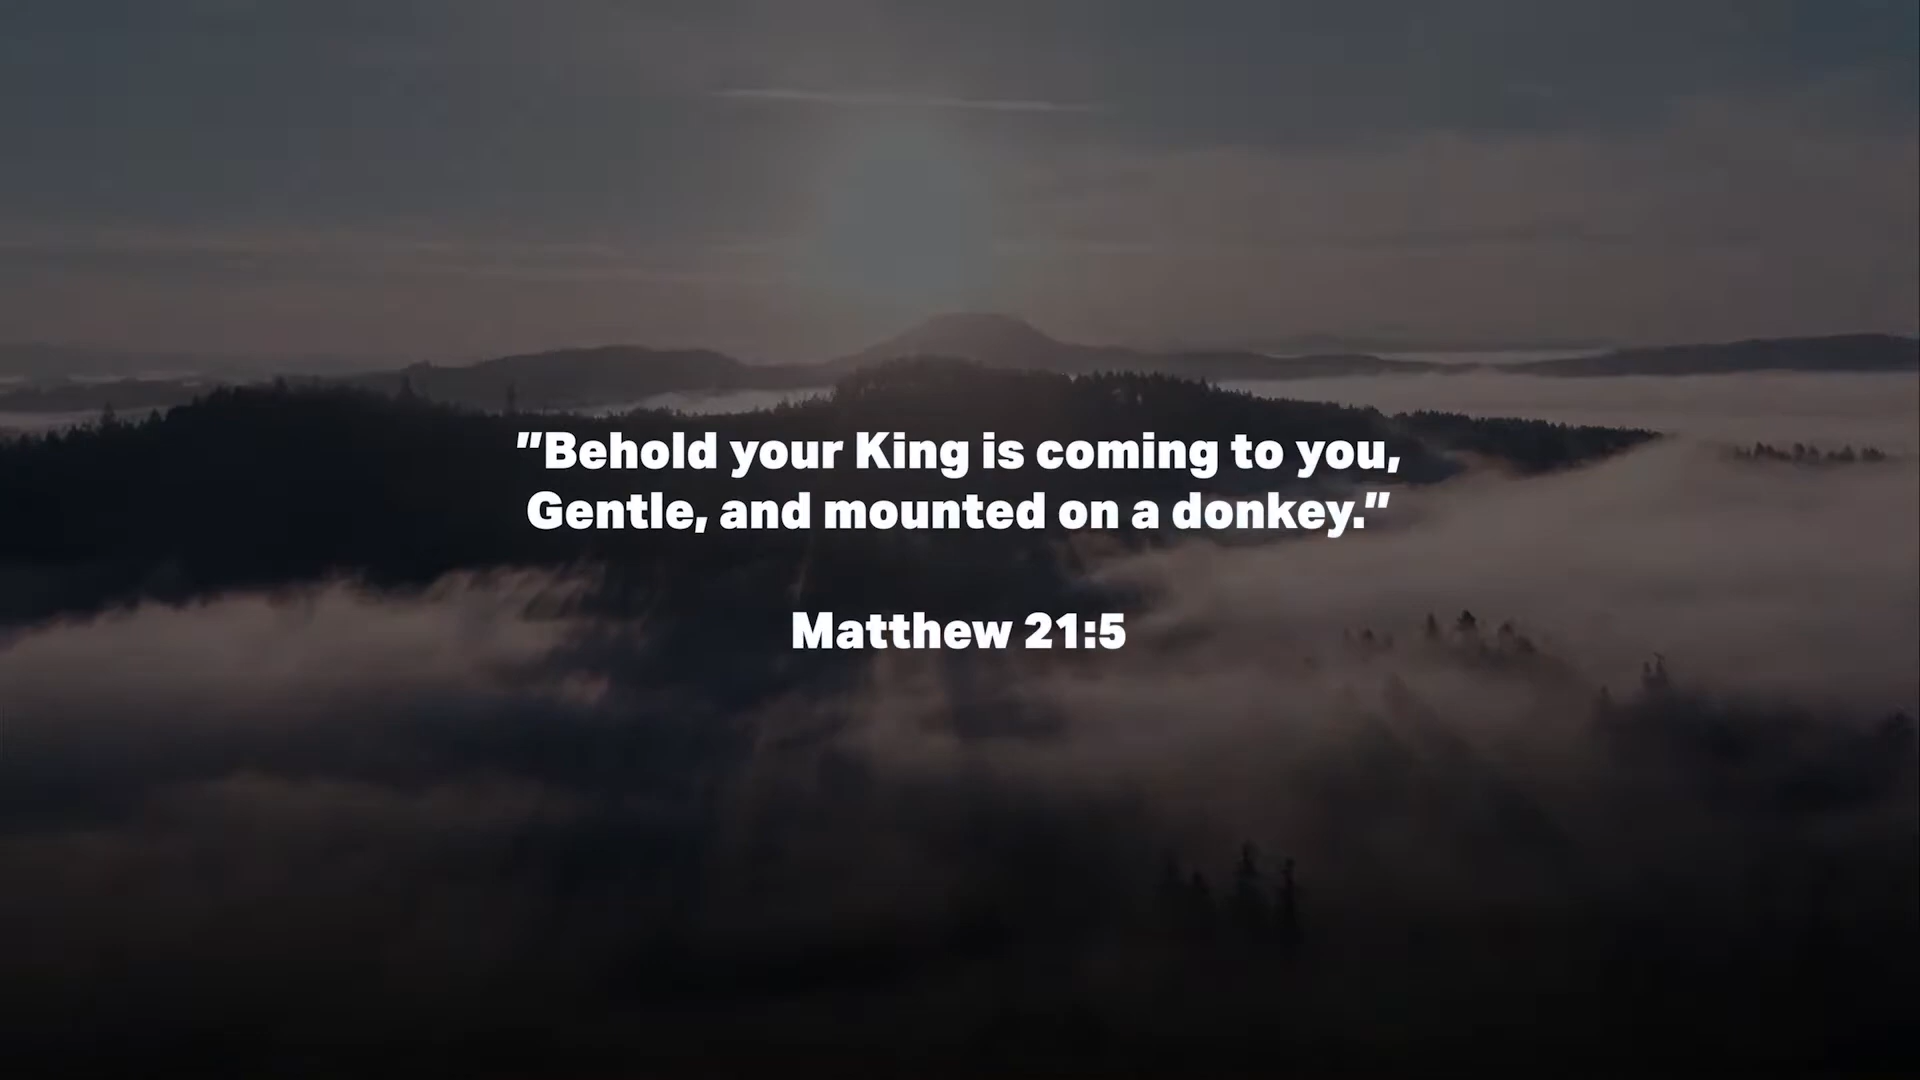 "Behold your King is coming to you,
Gentle, and mounted on a donkey."
Matthew 21:5